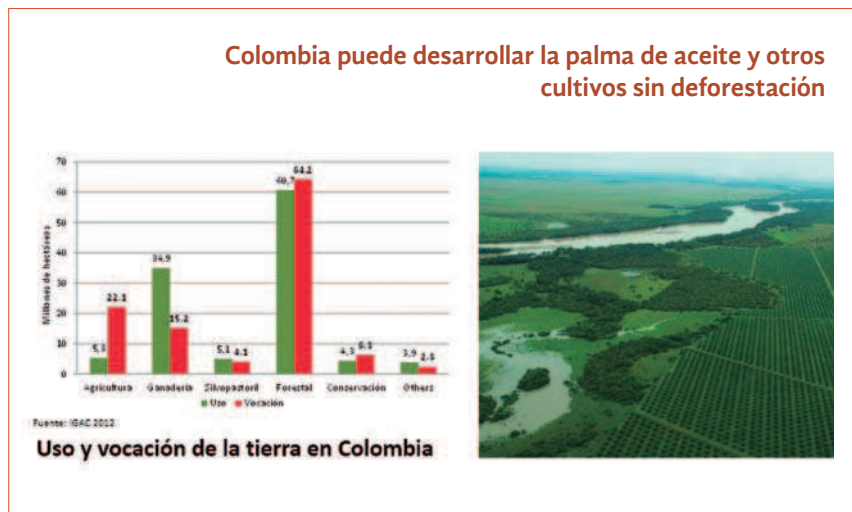 Colombia puede desarrollar la palma de aceite y otros
cultivos sin deforestación
70
60
50
40
30
20
10
0
Millones de hectáreas
5,3
22.1
34,9
15.2
5,1
4.1
60,7
64.2
4,3
6.3
3,9
Agricultura Ganadería Silvopastoril Forestal Conservación Others
Uso Vocación
Fuente: IGAC 2012
Uso y vocación de la tierra en Colombia